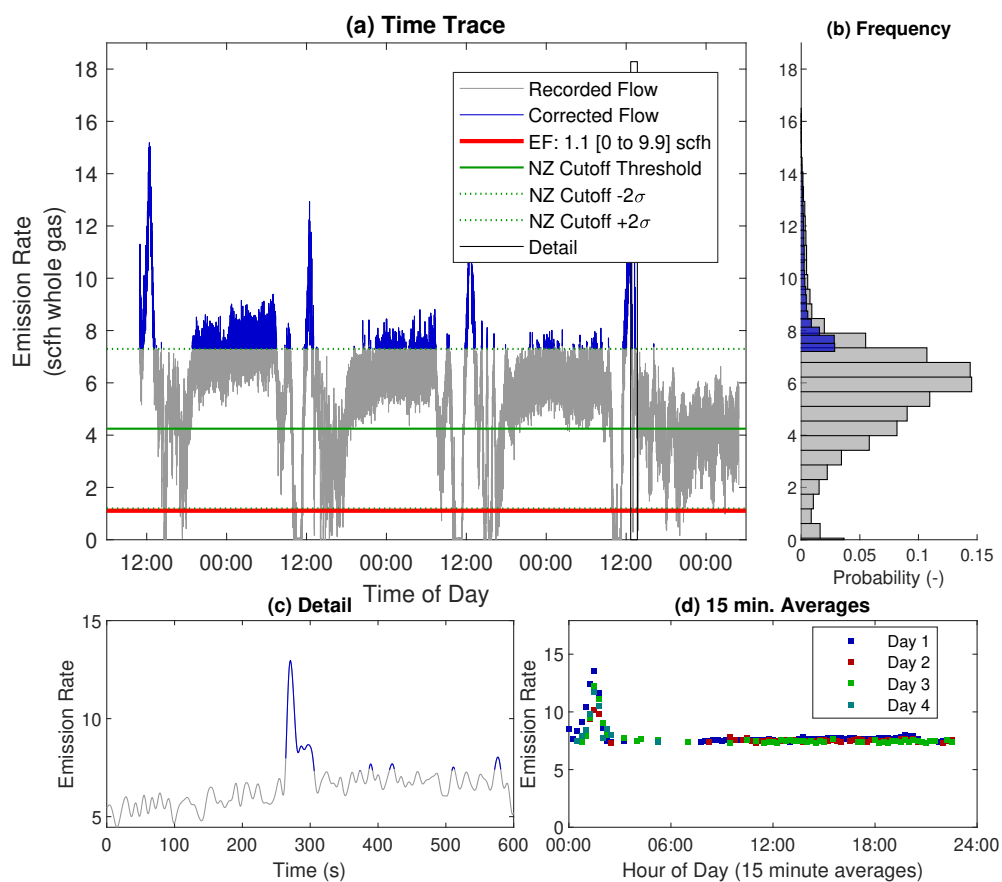 (a) Time Trace
(b) Frequency
18
16
14
12
10
8
6
4
2
0
Emission Rate
(scfh whole gas)
12:00
00:00
12:00
00:00
12:00
00:00
12:00
00:00
Time of Day
Recorded Flow
Corrected Flow
EF: 1.1 [0 to 9.9] scfh
NZ Cutoff Threshold
NZ Cutoff -2σ
NZ Cutoff +2σ
Detail
18
16
14
12
10
8
6
4
2
0
0
0.05
0.1
0.15
Probability (-)
(c) Detail
15
10
5
Emission Rate
0
100
200
300
400
500
600
Time (s)
(d) 15 min. Averages
15
10
5
0
Emission Rate
00:00
12:00
12:00
18:00
24:00
Hour of Day (15 minute averages)
Day 1
Day 2
Day 3
Day 4